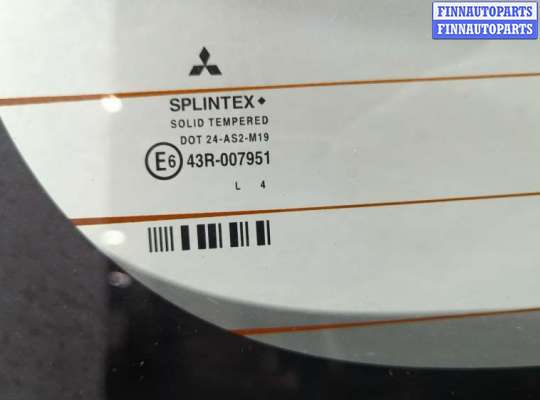 FINNAUTOPARTS
FINNAUTOPARTS
SPLINTEX
SOLID TEMPERED
DOT 24-AS2-M19
E6 43R-007951
L 4